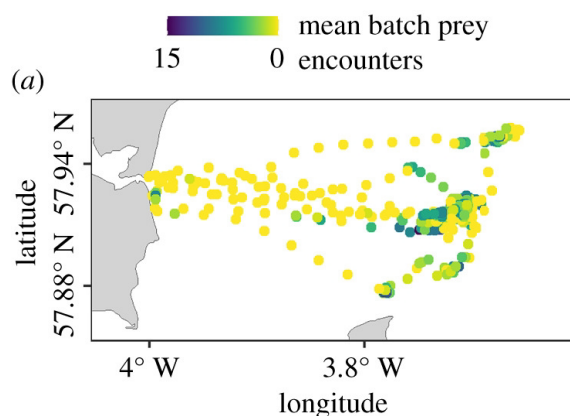 mean batch prey
15 0 encounters
(a)
57.94° N
57.88° N
latitude
4° W 3.8° W
longitude